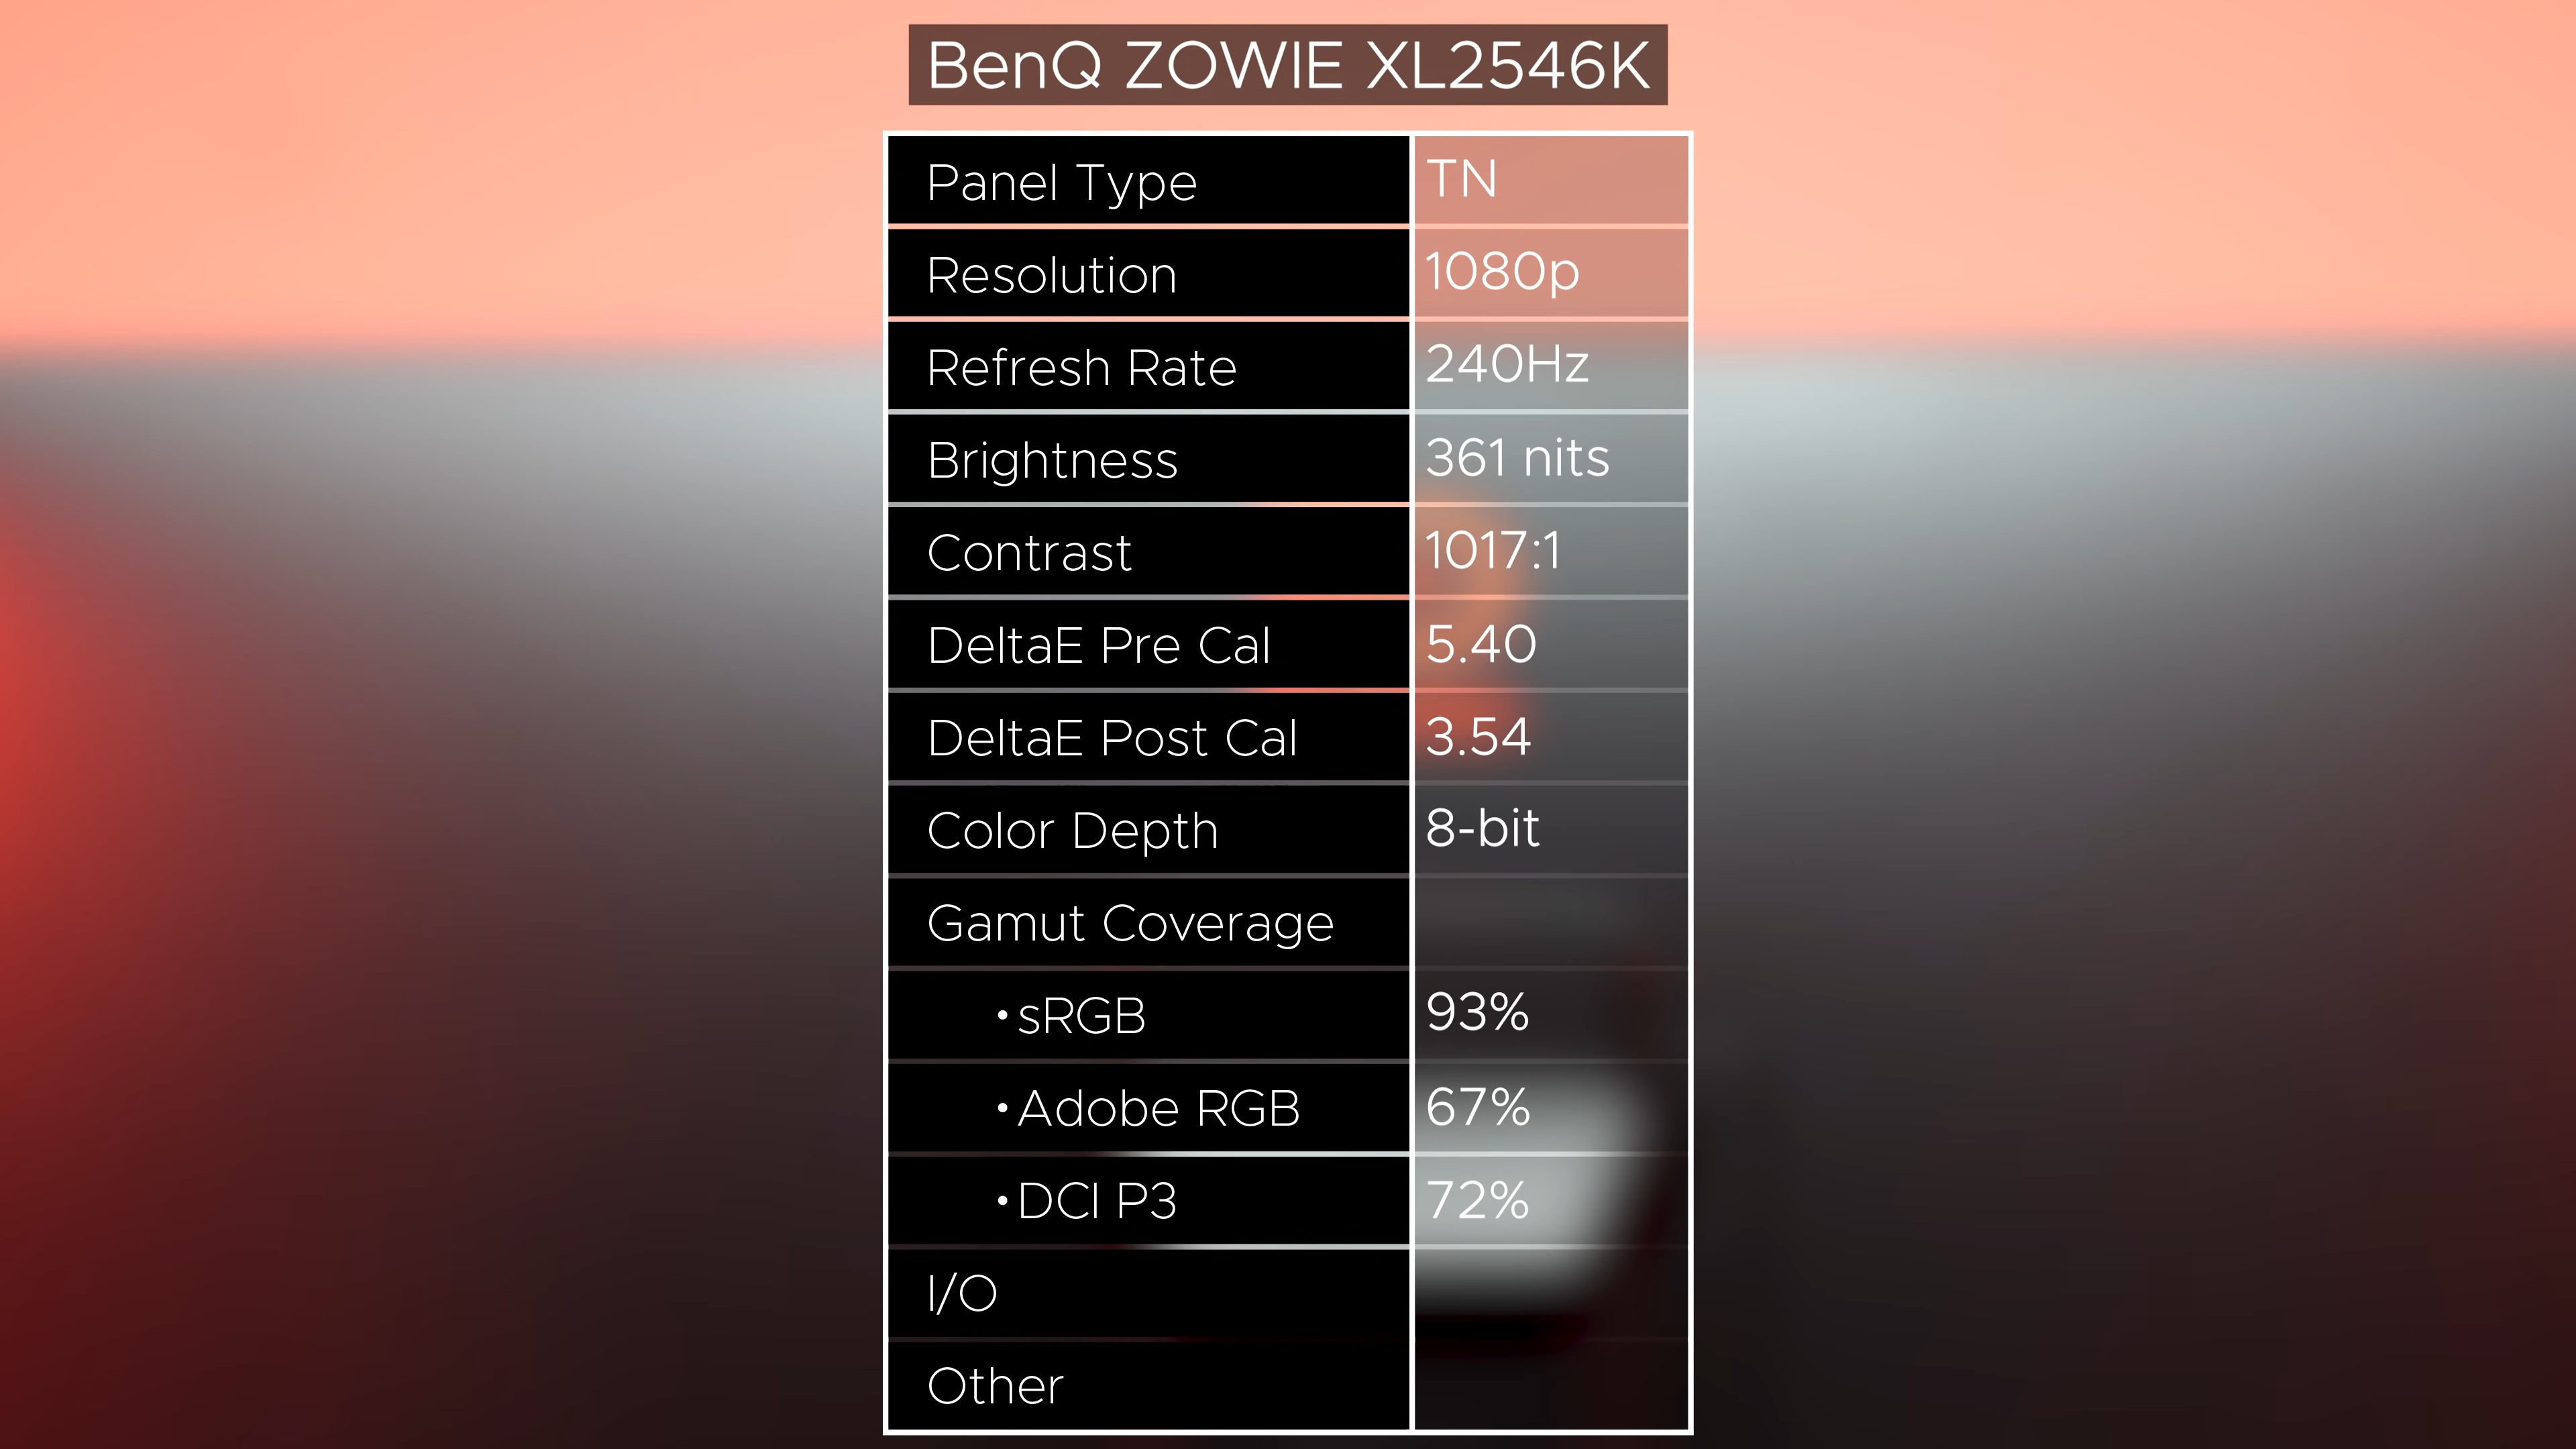 BenQ ZOWIE XL2546K
Panel Type TN
Resolution 1080p
Refresh Rate 240Hz
Brightness 361 nits
Contrast 1017:1
DeltaE Pre Cal 5.40
DeltaE Post Cal 3.54
Color Depth 8-bit
Gamut Coverage
• sRGB 93%
• Adobe RGB 67%
• DCI P3 72%
I/O
Other